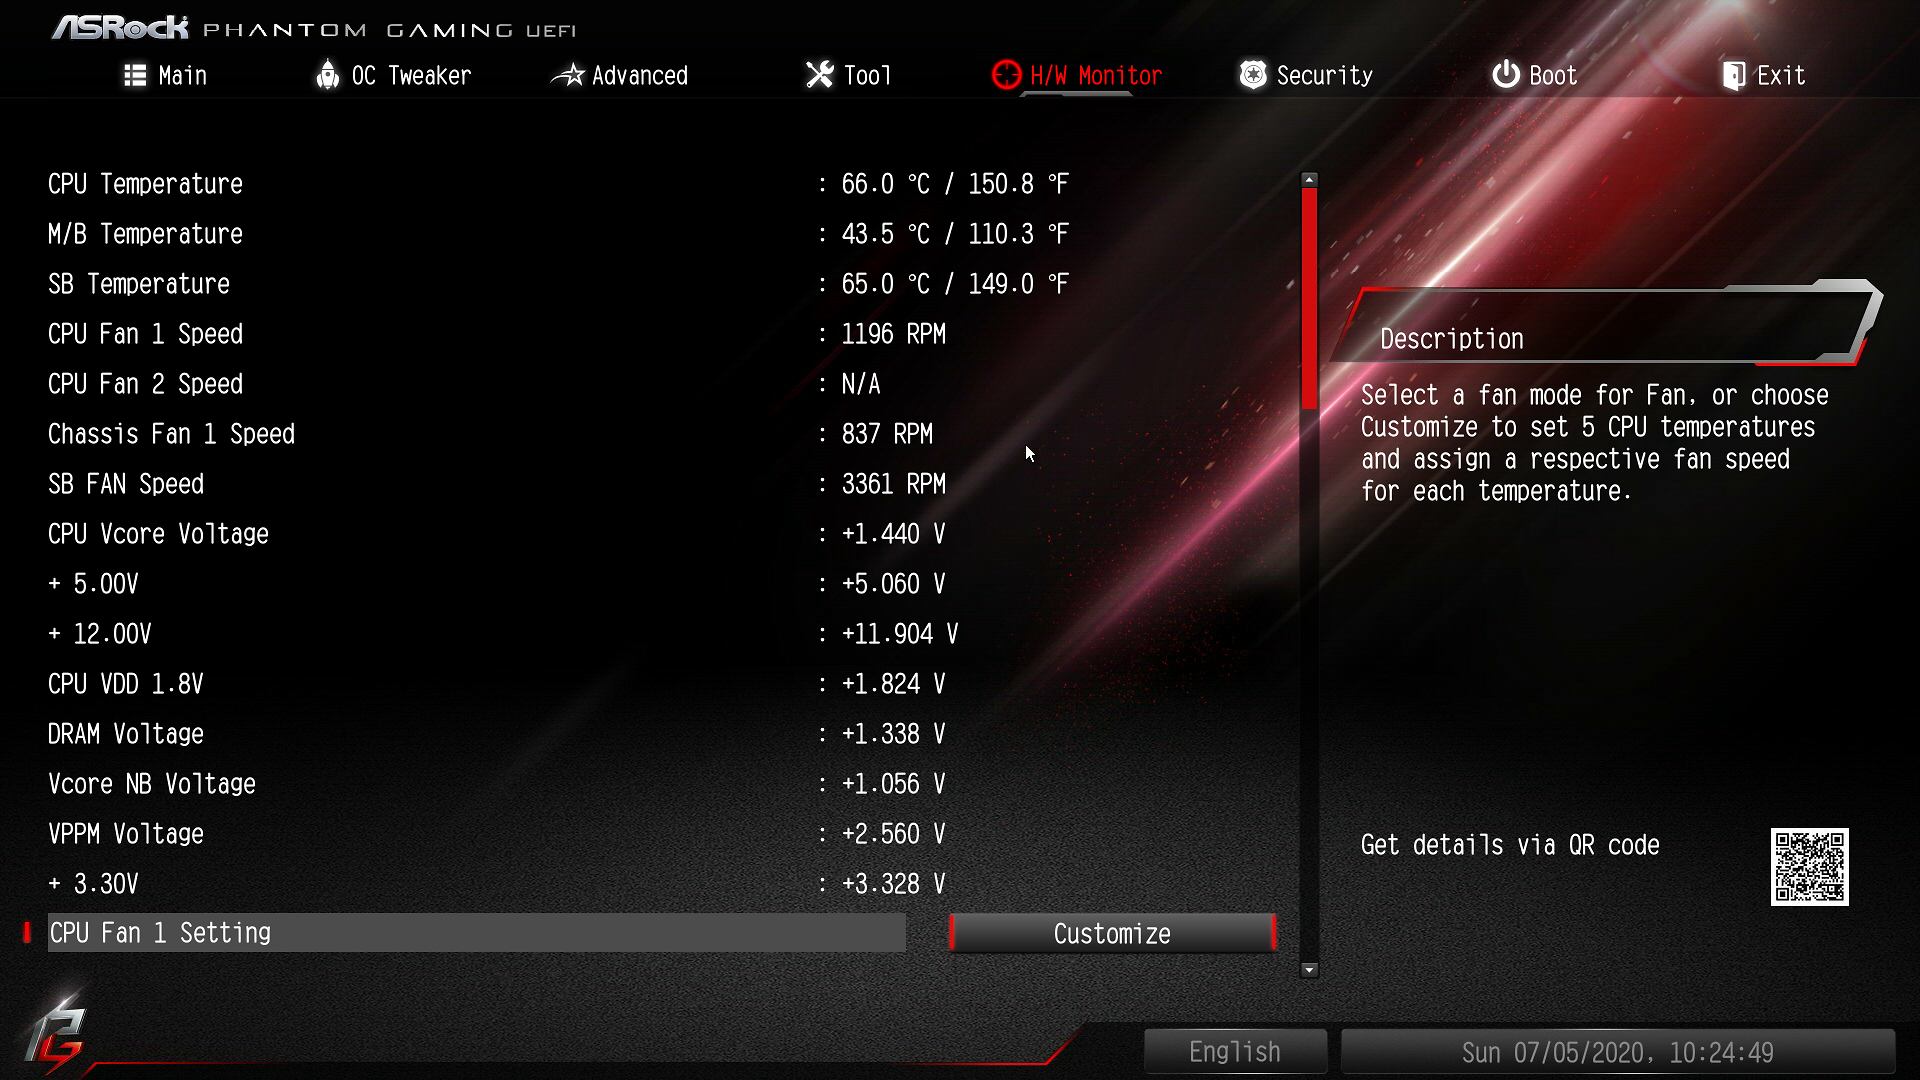 ASRock PHANTOM GAMING UEFI
Main OC Tweaker Advanced Tool H/W Monitor Security Boot Exit
CPU Temperature : 66.0 °C / 150.8 °F
M/B Temperature : 43.5 °C / 110.3 °F
SB Temperature : 65.0 °C / 149.0 °F
CPU Fan 1 Speed : 1196 RPM
CPU Fan 2 Speed : N/A
Chassis Fan 1 Speed : 837 RPM
SB FAN Speed : 3361 RPM
CPU Vcore Voltage : +1.440 V
+ 5.00V : +5.060 V
+ 12.00V : +11.904 V
CPU VDD 1.8V : +1.824 V
DRAM Voltage : +1.338 V
Vcore NB Voltage : +1.056 V
VPPM Voltage : +2.560 V
+ 3.30V : +3.328 V
CPU Fan 1 Setting Customize
Description
Select a fan mode for Fan, or choose
Customize to set 5 CPU temperatures
and assign a respective fan speed
for each temperature.
Get details via QR code
English
Sun 07/05/2020, 10:24:49